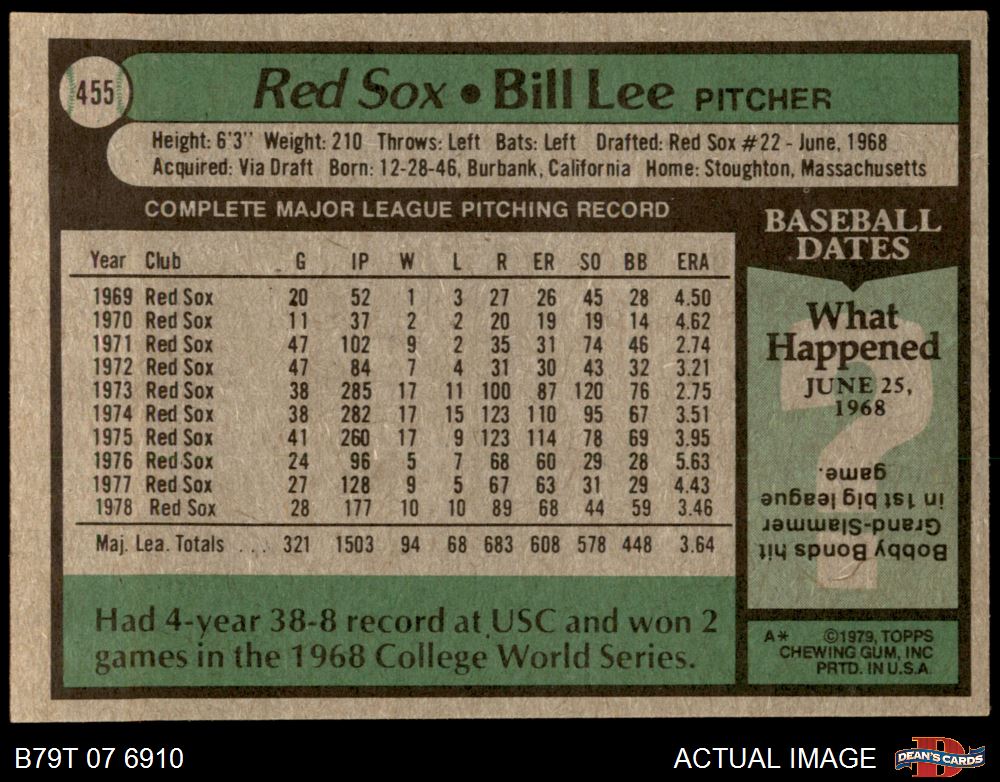 455
Red Sox • Bill Lee PITCHER
Height: 6'3" Weight: 210 Throws: Left Bats: Left Drafted: Red Sox #22 - June, 1968
Acquired: Via Draft Born: 12-28-46, Burbank, California Home: Stoughton, Massachusetts
COMPLETE MAJOR LEAGUE PITCHING RECORD
Year Club G IP W L R ER SO BB ERA
1969 Red Sox 20 52 1 3 27 26 45 28 4.50
1970 Red Sox 11 37 2 2 20 19 19 14 4.62
1971 Red Sox 47 102 9 2 35 31 74 46 2.74
1972 Red Sox 47 84 7 4 31 30 43 32 3.21
1973 Red Sox 38 285 17 11 100 87 120 76 2.75
1974 Red Sox 38 282 17 15 123 110 95 67 3.51
1975 Red Sox 41 260 17 9 123 114 78 69 3.95
1976 Red Sox 24 96 5 7 68 60 29 28 5.63
1977 Red Sox 27 128 9 5 67 63 31 29 4.43
1978 Red Sox 28 177 10 10 89 68 44 59 3.46
Maj. Lea. Totals ... 321 1503 94 68 683 608 578 448 3.64
Had 4-year 38-8 record at USC and won 2
games in the 1968 College World Series.
BASEBALL
DATES
What
Happened
JUNE 25,
1968
?
Bobby Bonds hit
Grand-Slammer
in 1st big league
game.
A* ©1979, TOPPS
CHEWING GUM, INC
PRTD. IN U.S.A.
B79T 07 6910
ACTUAL IMAGE
DEAN'S CARDS